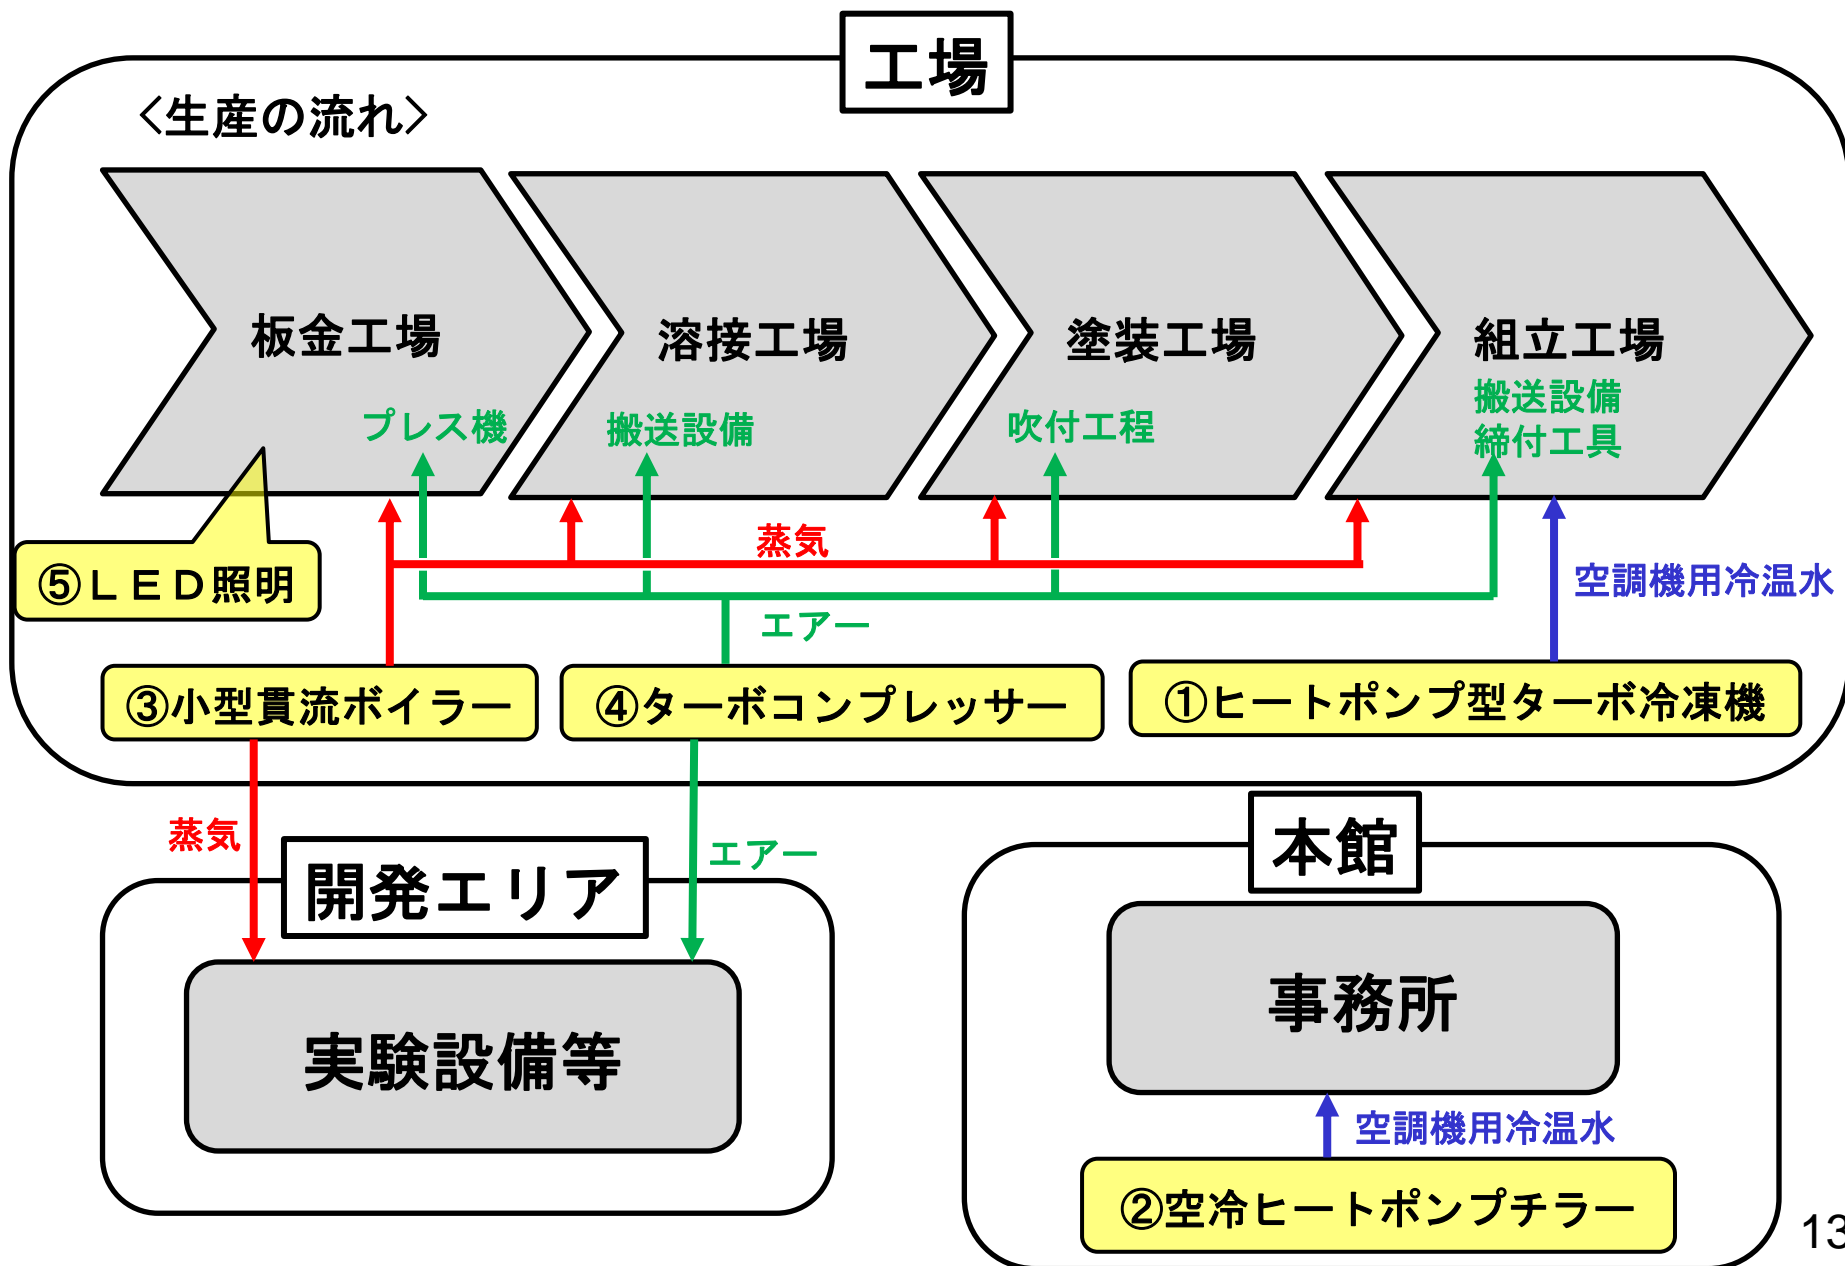 工場
<生産の流れ>
板金工場
溶接工場
塗装工場
組立工場
プレス機
搬送設備
吹付工程
搬送設備
締付工具
蒸気
⑤LED照明
空調機用冷温水
エアー
③小型貫流ボイラー
④ターボコンプレッサー
①ヒートポンプ型ターボ冷凍機
蒸気
エアー
開発エリア
本館
実験設備等
事務所
空調機用冷温水
②空冷ヒートポンプチラー
13